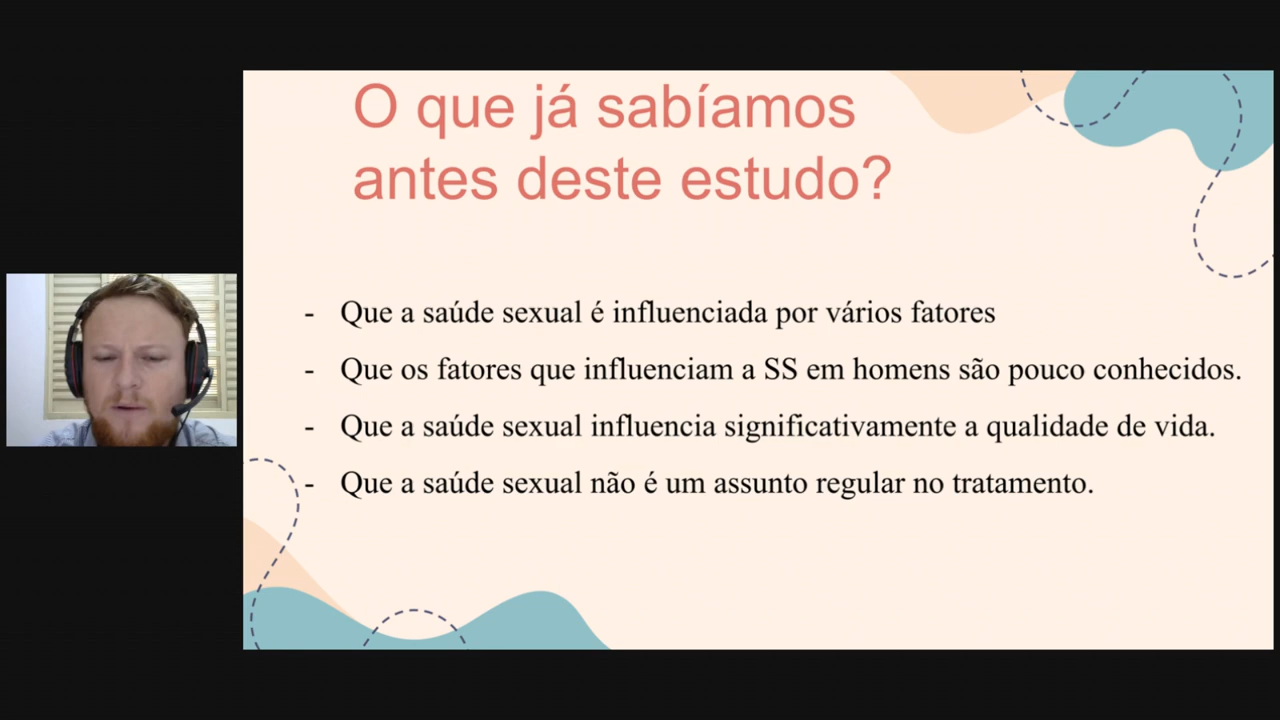 O que já sabíamos
antes deste estudo?
- Que a saúde sexual é influenciada por vários fatores
- Que os fatores que influenciam a SS em homens são pouco conhecidos.
- Que a saúde sexual influencia significativamente a qualidade de vida.
- Que a saúde sexual não é um assunto regular no tratamento.